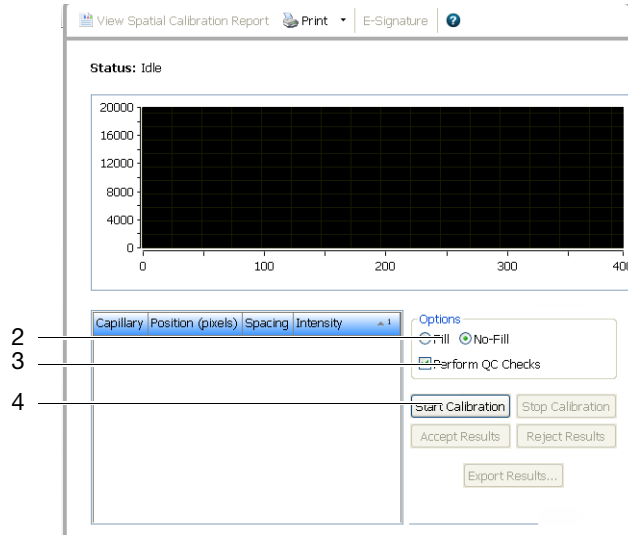 View Spatial Calibration Report Print E-Signature
Status: Idle
20000
16000
12000
8000
4000
0
0 100 200 300 400
Capillary Position (pixels) Spacing Intensity 1
Options
2
Fill No-Fill
3
Perform QC Checks
4
Start Calibration Stop Calibration
Accept Results Reject Results
Export Results...